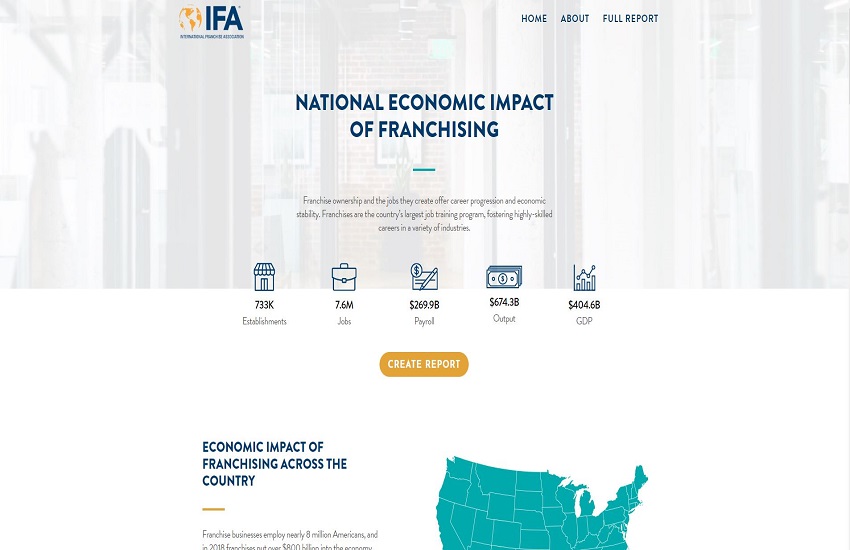 IFA
INTERNATIONAL FRANCHISE ASSOCIATION
HOME ABOUT FULL REPORT
NATIONAL ECONOMIC IMPACT
OF FRANCHISING
Franchise ownership and the jobs they create offer career progression and economic
stability. Franchises are the country's largest job training program, fostering highly-skilled
careers in a variety of industries.
733K 7.6M $269.9B $674.3B $404.6B
Establishments Jobs Payroll Output GDP
CREATE REPORT
ECONOMIC IMPACT OF
FRANCHISING ACROSS THE
COUNTRY
Franchise businesses employ nearly 8 million Americans, and
in 2018 franchises put over $800 billion into the economy